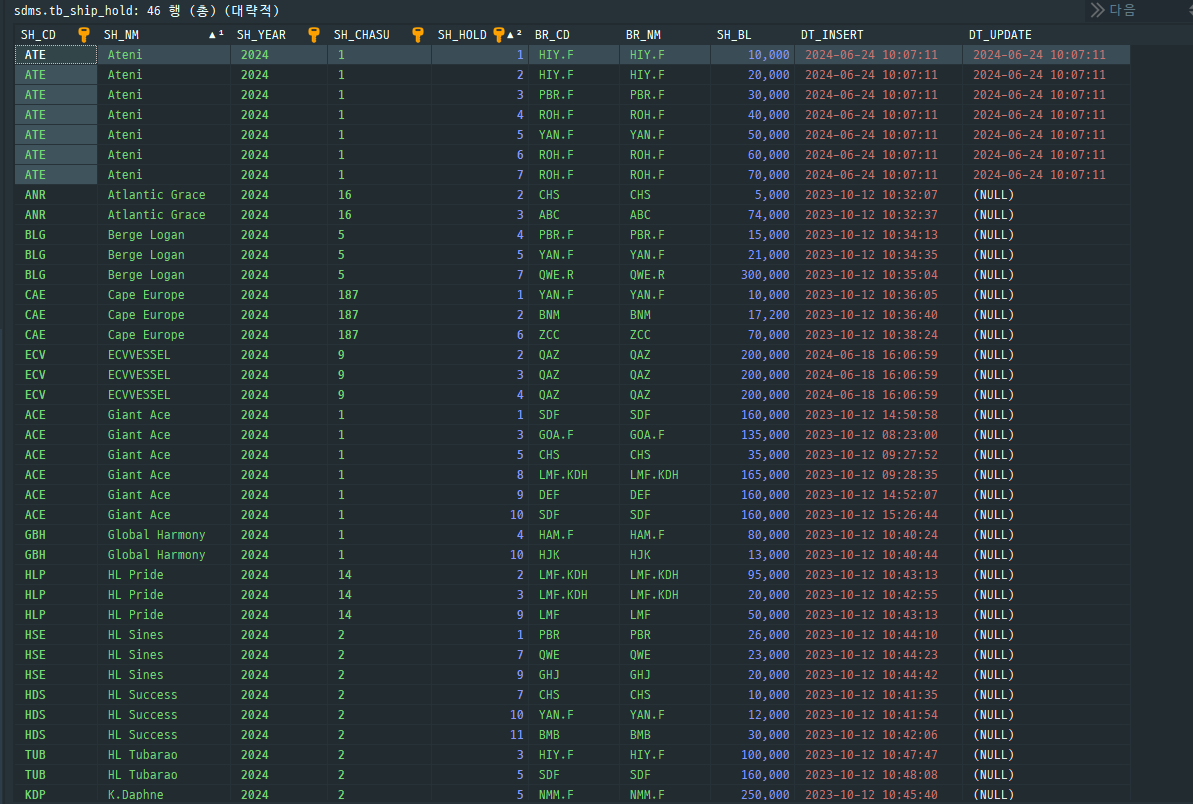 sdms.tb_ship_hold: 46 행 (총) (대략적) 다음
SH_CD SH_NM ▲1 SH_YEAR SH_CHASU SH_HOLD ▲2 BR_CD BR_NM SH_BL DT_INSERT DT_UPDATE
ATE Ateni 2024 1 1 HIY.F HIY.F 10,000 2024-06-24 10:07:11 2024-06-24 10:07:11
ATE Ateni 2024 1 2 HIY.F HIY.F 20,000 2024-06-24 10:07:11 2024-06-24 10:07:11
ATE Ateni 2024 1 3 PBR.F PBR.F 30,000 2024-06-24 10:07:11 2024-06-24 10:07:11
ATE Ateni 2024 1 4 ROH.F ROH.F 40,000 2024-06-24 10:07:11 2024-06-24 10:07:11
ATE Ateni 2024 1 5 YAN.F YAN.F 50,000 2024-06-24 10:07:11 2024-06-24 10:07:11
ATE Ateni 2024 1 6 ROH.F ROH.F 60,000 2024-06-24 10:07:11 2024-06-24 10:07:11
ATE Ateni 2024 1 7 ROH.F ROH.F 70,000 2024-06-24 10:07:11 2024-06-24 10:07:11
ANR Atlantic Grace 2024 16 2 CHS CHS 5,000 2023-10-12 10:32:07 (NULL)
ANR Atlantic Grace 2024 16 3 ABC ABC 74,000 2023-10-12 10:32:37 (NULL)
BLG Berge Logan 2024 5 4 PBR.F PBR.F 15,000 2023-10-12 10:34:13 (NULL)
BLG Berge Logan 2024 5 5 YAN.F YAN.F 21,000 2023-10-12 10:34:35 (NULL)
BLG Berge Logan 2024 5 7 QWE.R QWE.R 300,000 2023-10-12 10:35:04 (NULL)
CAE Cape Europe 2024 187 1 YAN.F YAN.F 10,000 2023-10-12 10:36:05 (NULL)
CAE Cape Europe 2024 187 2 BNM BNM 17,200 2023-10-12 10:36:40 (NULL)
CAE Cape Europe 2024 187 6 ZCC ZCC 70,000 2023-10-12 10:38:24 (NULL)
ECV ECVVESSEL 2024 9 2 QAZ QAZ 200,000 2024-06-18 16:06:59 (NULL)
ECV ECVVESSEL 2024 9 3 QAZ QAZ 200,000 2024-06-18 16:06:59 (NULL)
ECV ECVVESSEL 2024 9 4 QAZ QAZ 200,000 2024-06-18 16:06:59 (NULL)
ACE Giant Ace 2024 1 1 SDF SDF 160,000 2023-10-12 14:50:58 (NULL)
ACE Giant Ace 2024 1 3 GOA.F GOA.F 135,000 2023-10-12 08:23:00 (NULL)
ACE Giant Ace 2024 1 5 CHS CHS 35,000 2023-10-12 09:27:52 (NULL)
ACE Giant Ace 2024 1 8 LMF.KDH LMF.KDH 165,000 2023-10-12 09:28:35 (NULL)
ACE Giant Ace 2024 1 9 DEF DEF 160,000 2023-10-12 14:52:07 (NULL)
ACE Giant Ace 2024 1 10 SDF SDF 160,000 2023-10-12 15:26:44 (NULL)
GBH Global Harmony 2024 1 4 HAM.F HAM.F 80,000 2023-10-12 10:40:24 (NULL)
GBH Global Harmony 2024 1 10 HJK HJK 13,000 2023-10-12 10:40:44 (NULL)
HLP HL Pride 2024 14 2 LMF.KDH LMF.KDH 95,000 2023-10-12 10:43:13 (NULL)
HLP HL Pride 2024 14 3 LMF.KDH LMF.KDH 20,000 2023-10-12 10:42:55 (NULL)
HLP HL Pride 2024 14 9 LMF LMF 50,000 2023-10-12 10:43:13 (NULL)
HSE HL Sines 2024 2 1 PBR PBR 26,000 2023-10-12 10:44:10 (NULL)
HSE HL Sines 2024 2 7 QWE QWE 23,000 2023-10-12 10:44:23 (NULL)
HSE HL Sines 2024 2 9 GHJ GHJ 20,000 2023-10-12 10:44:42 (NULL)
HDS HL Success 2024 2 7 CHS CHS 10,000 2023-10-12 10:41:35 (NULL)
HDS HL Success 2024 2 10 YAN.F YAN.F 12,000 2023-10-12 10:41:54 (NULL)
HDS HL Success 2024 2 11 BMB BMB 30,000 2023-10-12 10:42:06 (NULL)
TUB HL Tubarao 2024 2 3 HIY.F HIY.F 100,000 2023-10-12 10:47:47 (NULL)
TUB HL Tubarao 2024 2 5 SDF SDF 160,000 2023-10-12 10:48:08 (NULL)
KDP K.Daphne 2024 2 5 NMM.F NMM.F 250,000 2023-10-12 10:45:40 (NULL)